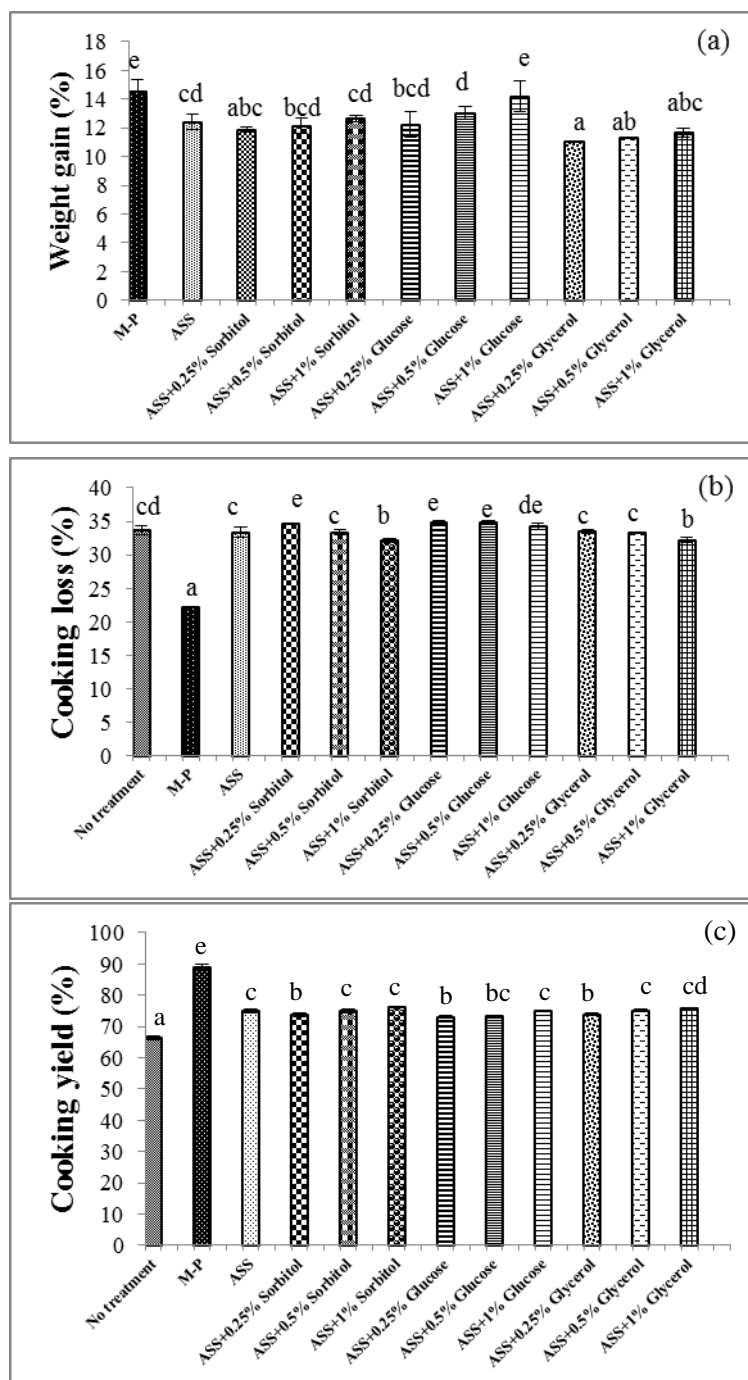 (a)
Weight gain (%)
18
16
14
12
10
8
6
4
2
0
e
cd
abc
bcd
cd
bcd
d
e
a
ab
abc
M-P
ASS
ASS+0.25% Sorbitol
ASS+0.5% Sorbitol
ASS+1% Sorbitol
ASS+0.25% Glucose
ASS+0.5% Glucose
ASS+1% Glucose
ASS+0.25% Glycerol
ASS+0.5% Glycerol
ASS+1% Glycerol
(b)
Cooking loss (%)
40
35
30
25
20
15
10
5
0
cd
a
c
e
c
b
e
e
de
c
c
b
No treatment
M-P
ASS
ASS+0.25% Sorbitol
ASS+0.5% Sorbitol
ASS+1% Sorbitol
ASS+0.25% Glucose
ASS+0.5% Glucose
ASS+1% Glucose
ASS+0.25% Glycerol
ASS+0.5% Glycerol
ASS+1% Glycerol
(c)
Cooking yield (%)
100
90
80
70
60
50
40
30
20
10
0
a
e
c
b
c
c
b
bc
c
b
c
cd
No treatment
M-P
ASS
ASS+0.25% Sorbitol
ASS+0.5% Sorbitol
ASS+1% Sorbitol
ASS+0.25% Glucose
ASS+0.5% Glucose
ASS+1% Glucose
ASS+0.25% Glycerol
ASS+0.5% Glycerol
ASS+1% Glycerol